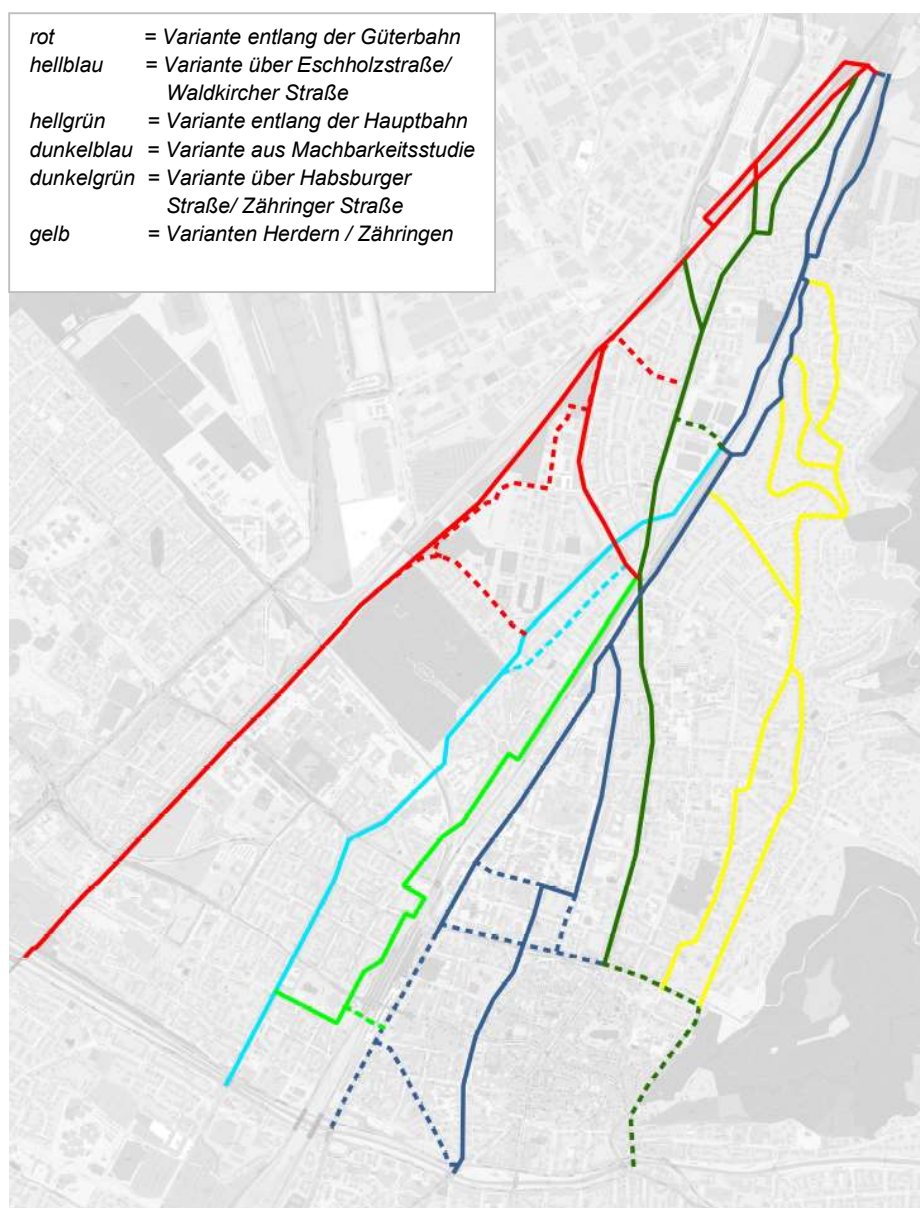 rot = Variante entlang der Güterbahn
hellblau = Variante über Eschholzstraße/
Waldkircher Straße
hellgrün = Variante entlang der Hauptbahn
dunkelblau = Variante aus Machbarkeitsstudie
dunkelgrün = Variante über Habsburger
Straße/ Zähringer Straße
gelb = Varianten Herdern / Zähringen